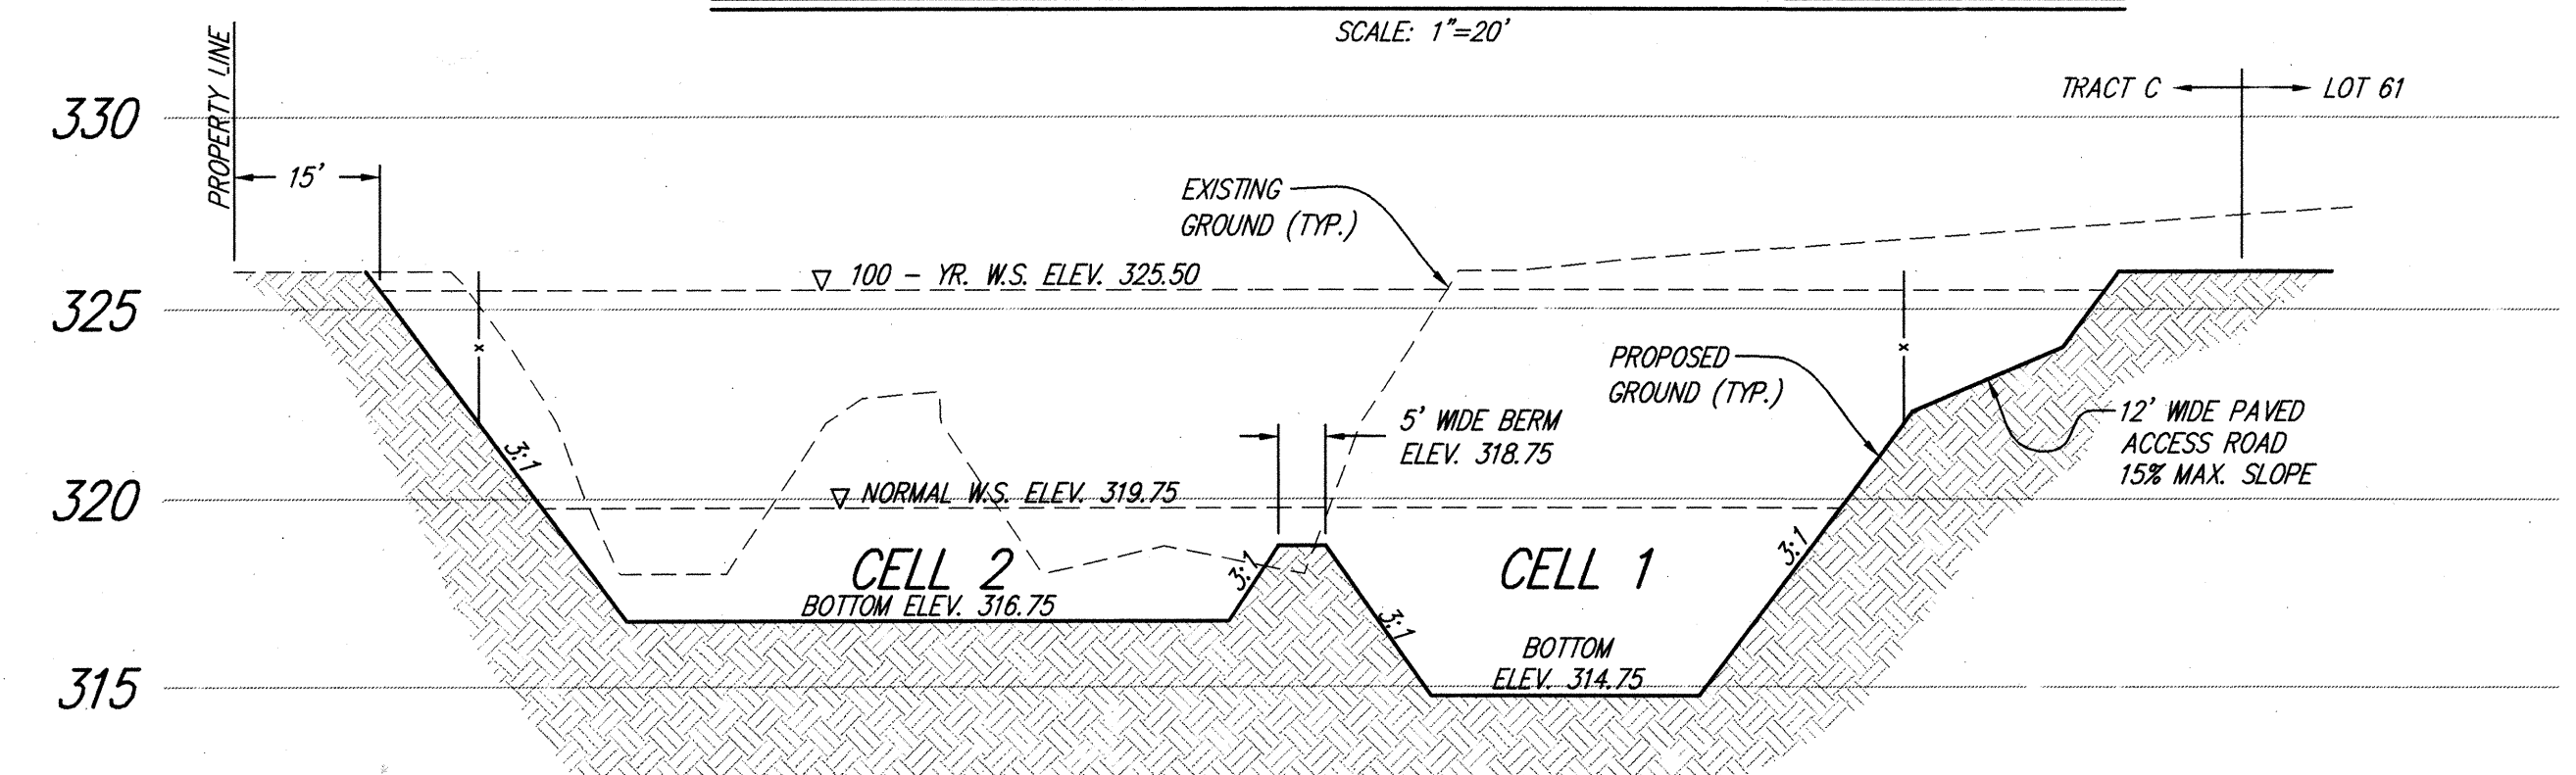 SCALE: 1"=20'
PROPERTY LINE
TRACT C
LOT 61
330
15'
EXISTING
GROUND (TYP.)
100 - YR. W.S. ELEV. 325.50
325
PROPOSED
GROUND (TYP.)
5' WIDE BERM
ELEV. 318.75
12' WIDE PAVED
ACCESS ROAD
15% MAX. SLOPE
3:1
NORMAL W.S. ELEV. 319.75
320
CELL 2
BOTTOM ELEV. 316.75
3:1
3:1
CELL 1
3:1
BOTTOM
ELEV. 314.75
315